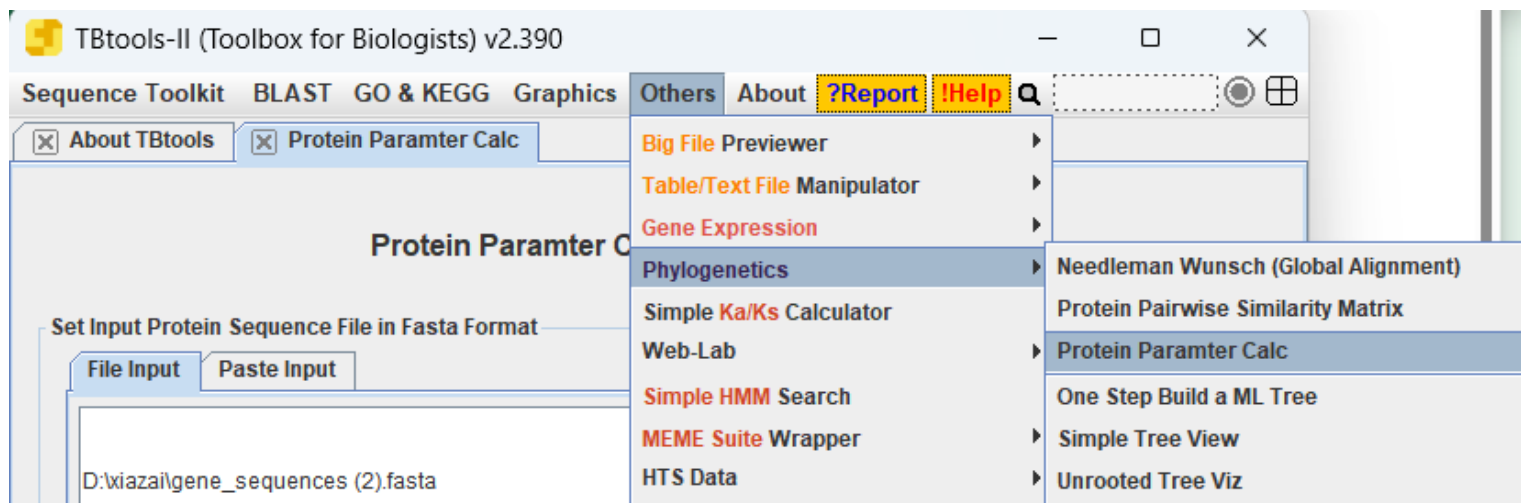 TBtools-II (Toolbox for Biologists) v2.390
Sequence Toolkit BLAST GO & KEGG Graphics Others About ?Report !Help
About TBtools Protein Paramter Calc
Big File Previewer
Table/Text File Manipulator
Gene Expression
Protein Paramter C
Phylogenetics
Needleman Wunsch (Global Alignment)
Simple Ka/Ks Calculator
Protein Pairwise Similarity Matrix
Set Input Protein Sequence File in Fasta Format
Web-Lab
Protein Paramter Calc
File Input Paste Input
Simple HMM Search
One Step Build a ML Tree
MEME Suite Wrapper
Simple Tree View
D:\xiazai\gene_sequences (2).fasta
HTS Data
Unrooted Tree Viz